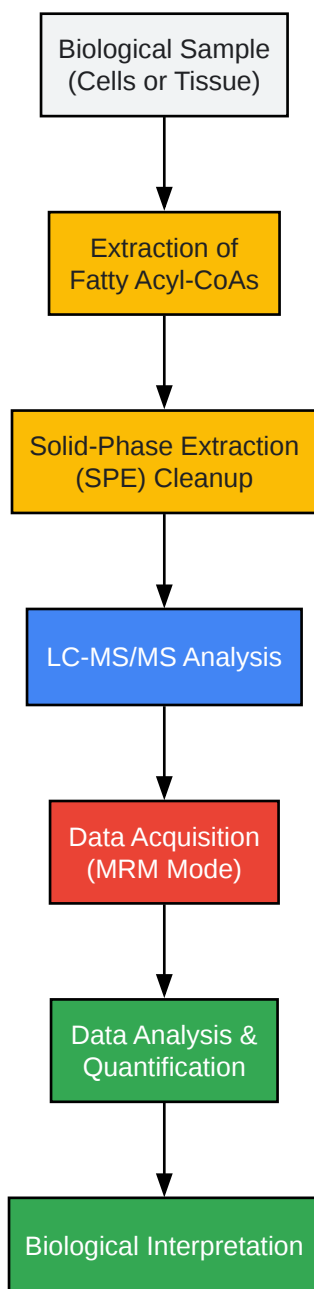 Biological Sample
(Cells or Tissue)
Extraction of
Fatty Acyl-CoAs
Solid-Phase Extraction
(SPE) Cleanup
LC-MS/MS Analysis
Data Acquisition
(MRM Mode)
Data Analysis &
Quantification
Biological Interpretation